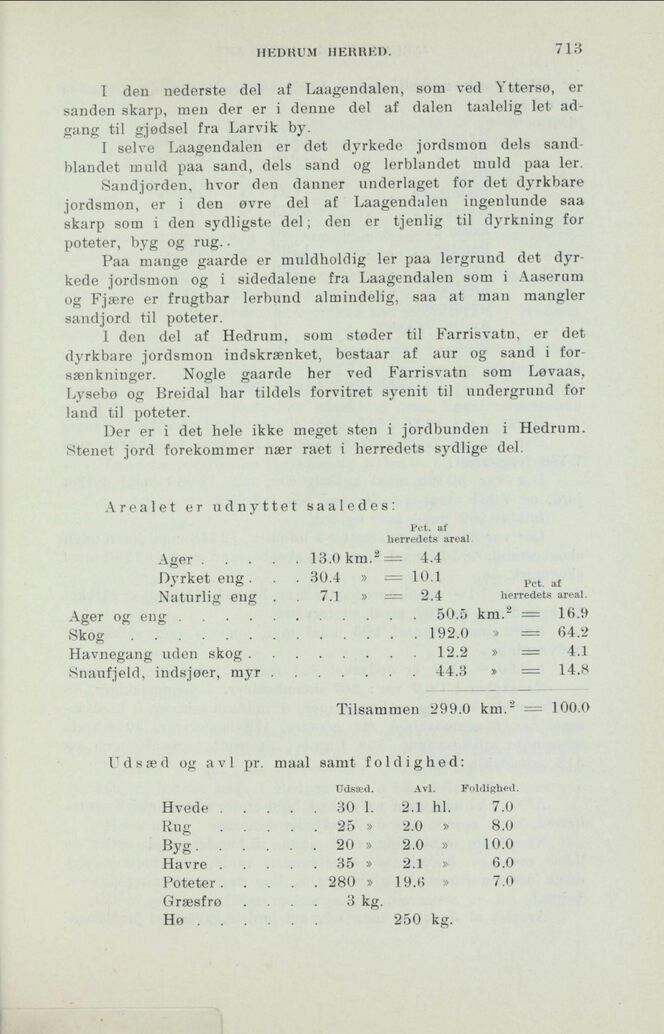 HEDRUM HERRED. 713
I den nederste del af Laagendalen, som ved Yttersø, er
sanden skarp, men der er i denne del af dalen taalelig let ad-
gang til gjødsel fra Larvik by.
I selve Laagendalen er det dyrkede jordsmon dels sand-
blandet muld paa sand, dels sand og lerblandet muld paa ler.
Sandjorden, hvor den danner underlaget for det dyrkbare
jordsmon, er i den øvre del af Laagendalen ingenlunde saa
skarp som i den sydligste del; den er tjenlig til dyrkning for
poteter, byg og rug..
Paa mange gaarde er muldholdig ler paa lergrund det dyr-
kede jordsmon og i sidedalene fra Laagendalen som i Aaserum
og Fjære er frugtbar lerbund almindelig, saa at man mangler
sandjord til poteter.
I den del af Hedrum, som støder til Farrisvatn, er det
dyrkbare jordsmon indskrænket, bestaar af aur og sand i for-
sænkninger. Nogle gaarde her ved Farrisvatn som Løvaas,
Lysebø og Breidal har tildels forvitret syenit til undergrund for
land til poteter.
Der er i det hele ikke meget sten i jordbunden i Hedrum.
Stenet jord forekommer nær raet i herredets sydlige del.
Arealet er udnyttet saaledes:
Pct. af
herredets areal.
Ager . . . . . 13.0 km.² = 4.4
Dyrket eng . . . 30.4 » = 10.1
Pct. af
Naturlig eng . . 7.1 » = 2.4 herredets areal.
Ager og eng . . . . . . . . . . . . 50.5 km.² = 16.9
Skog . . . . . . . . . . . . . 192.0 » = 64.2
Havnegang uden skog . . . . . . . . 12.2 » = 4.1
Snaufjeld, indsjøer, myr . . . . . . . 44.3 » = 14.8
Tilsammen 299.0 km.² = 100.0
Udsæd og avl pr. maal samt foldighed:
Udsæd. Avl. Foldighed.
Hvede . . . . . 30 l. 2.1 hl. 7.0
Rug . . . . . 25 » 2.0 » 8.0
Byg . . . . . . 20 » 2.0 » 10.0
Havre . . . . . 35 » 2.1 » 6.0
Poteter . . . . . 280 » 19.6 » 7.0
Græsfrø . . . . 3 kg.
Hø . . . . . . 250 kg.